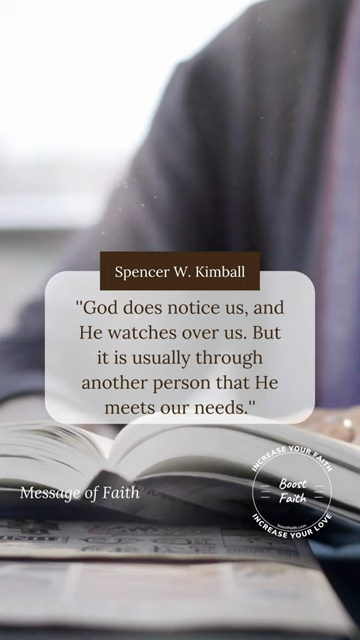 Spencer W. Kimball
"God does notice us, and
He watches over us. But
it is usually through
another person that He
meets our needs."
Message of Faith
INCREASE YOUR FAITH
Boost
Faith
INCREASE YOUR LOVE